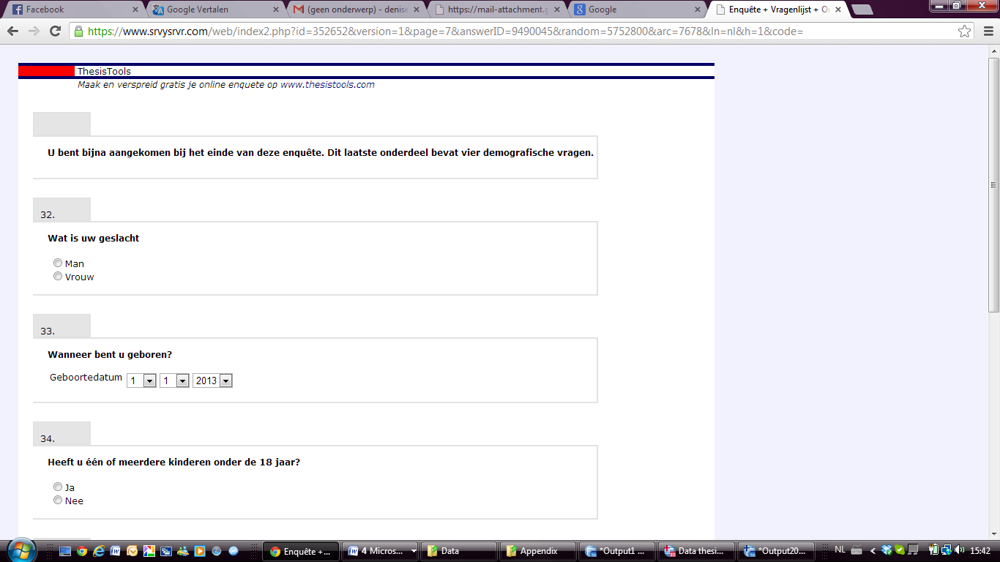 Facebook
Google Vertalen
(geen onderwerp) - denise
https://mail-attachment.g
Google
Enquête + Vragenlijst + O
https://www.srvysrvr.com/web/index2.php?id=352652&version=1&page=7&answerID=9490045&random=5752800&arc=7678&ln=nl&h=1&code=
ThesisTools
Maak en verspreid gratis je online enquete op www.thesistools.com
U bent bijna aangekomen bij het einde van deze enquête. Dit laatste onderdeel bevat vier demografische vragen.
32.
Wat is uw geslacht
Man
Vrouw
33.
Wanneer bent u geboren?
Geboortedatum 1 1 2013
34.
Heeft u één of meerdere kinderen onder de 18 jaar?
Ja
Nee
Enquête +...
4 Micros...
Data
Appendix
*Output1 ...
Data thesi...
*Output20...
NL
15:42